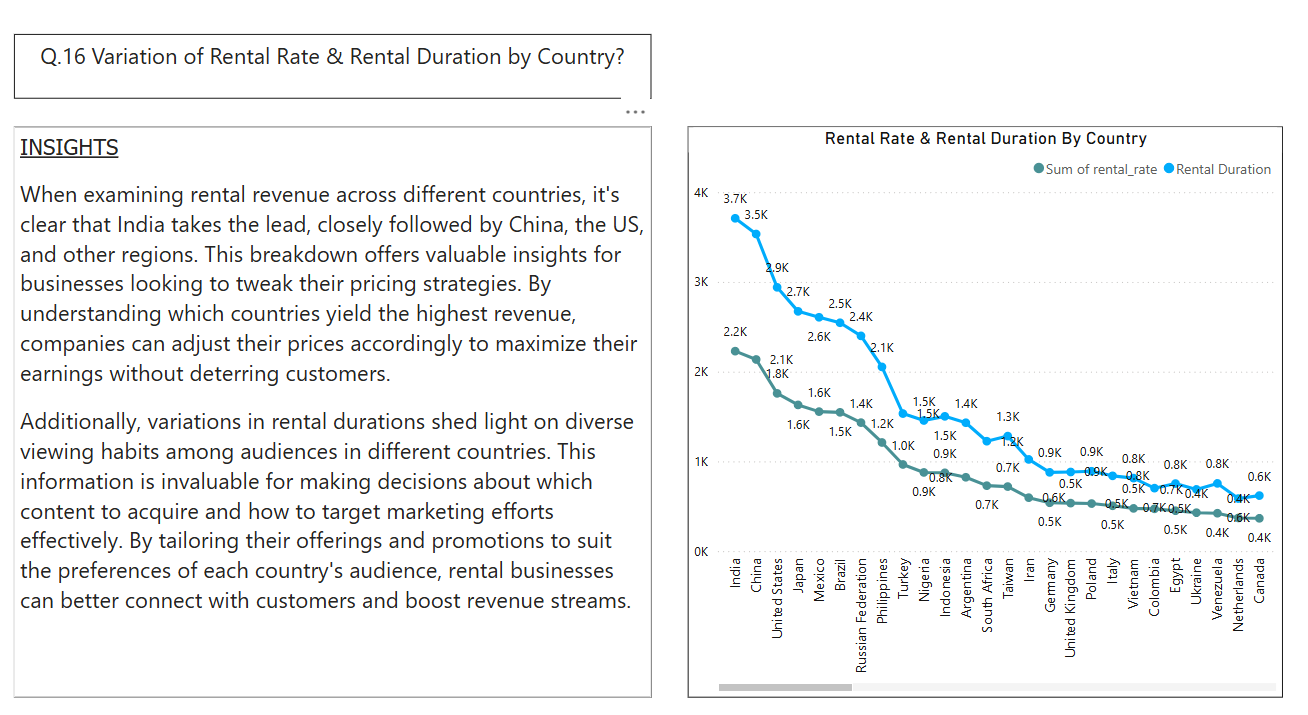 Q.16 Variation of Rental Rate & Rental Duration by Country?
...
INSIGHTS
When examining rental revenue across different countries, it's
clear that India takes the lead, closely followed by China, the US,
and other regions. This breakdown offers valuable insights for
businesses looking to tweak their pricing strategies. By
understanding which countries yield the highest revenue,
companies can adjust their prices accordingly to maximize their
earnings without deterring customers.
Additionally, variations in rental durations shed light on diverse
viewing habits among audiences in different countries. This
information is invaluable for making decisions about which
content to acquire and how to target marketing efforts
effectively. By tailoring their offerings and promotions to suit
the preferences of each country's audience, rental businesses
can better connect with customers and boost revenue streams.
Rental Rate & Rental Duration By Country
Sum of rental_rate Rental Duration
4K
3K
2K
1K
0K
3.7K
3.5K
2.9K
2.7K
2.6K
2.5K
2.4K
2.1K
1.5K
1.5K
1.5K
1.4K
1.2K
1.3K
0.9K
0.9K
0.9K
0.8K
0.8K
0.7K
0.8K
0.7K
0.8K
0.6K
0.6K
2.2K
2.1K
1.8K
1.6K
1.6K
1.5K
1.4K
1.2K
1.0K
0.9K
0.9K
0.8K
0.7K
0.7K
0.6K
0.5K
0.5K
0.5K
0.5K
0.5K
0.5K
0.5K
0.4K
0.4K
0.4K
0.4K
India
China
United States
Japan
Mexico
Brazil
Russian Federation
Philippines
Turkey
Nigeria
Indonesia
Argentina
South Africa
Taiwan
Iran
Germany
United Kingdom
Poland
Italy
Vietnam
Colombia
Egypt
Ukraine
Venezuela
Netherlands
Canada